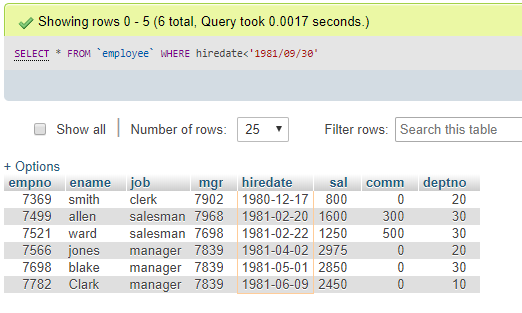 Showing rows 0 - 5 (6 total, Query took 0.0017 seconds.)
SELECT * FROM `employee` WHERE hiredate<'1981/09/30'
Show all Number of rows: 25 Filter rows: Search this table
+ Options
empno ename job mgr hiredate sal comm deptno
7369 smith clerk 7902 1980-12-17 800 0 20
7499 allen salesman 7968 1981-02-20 1600 300 30
7521 ward salesman 7698 1981-02-22 1250 500 30
7566 jones manager 7839 1981-04-02 2975 0 20
7698 blake manager 7839 1981-05-01 2850 0 30
7782 Clark manager 7839 1981-06-09 2450 0 10